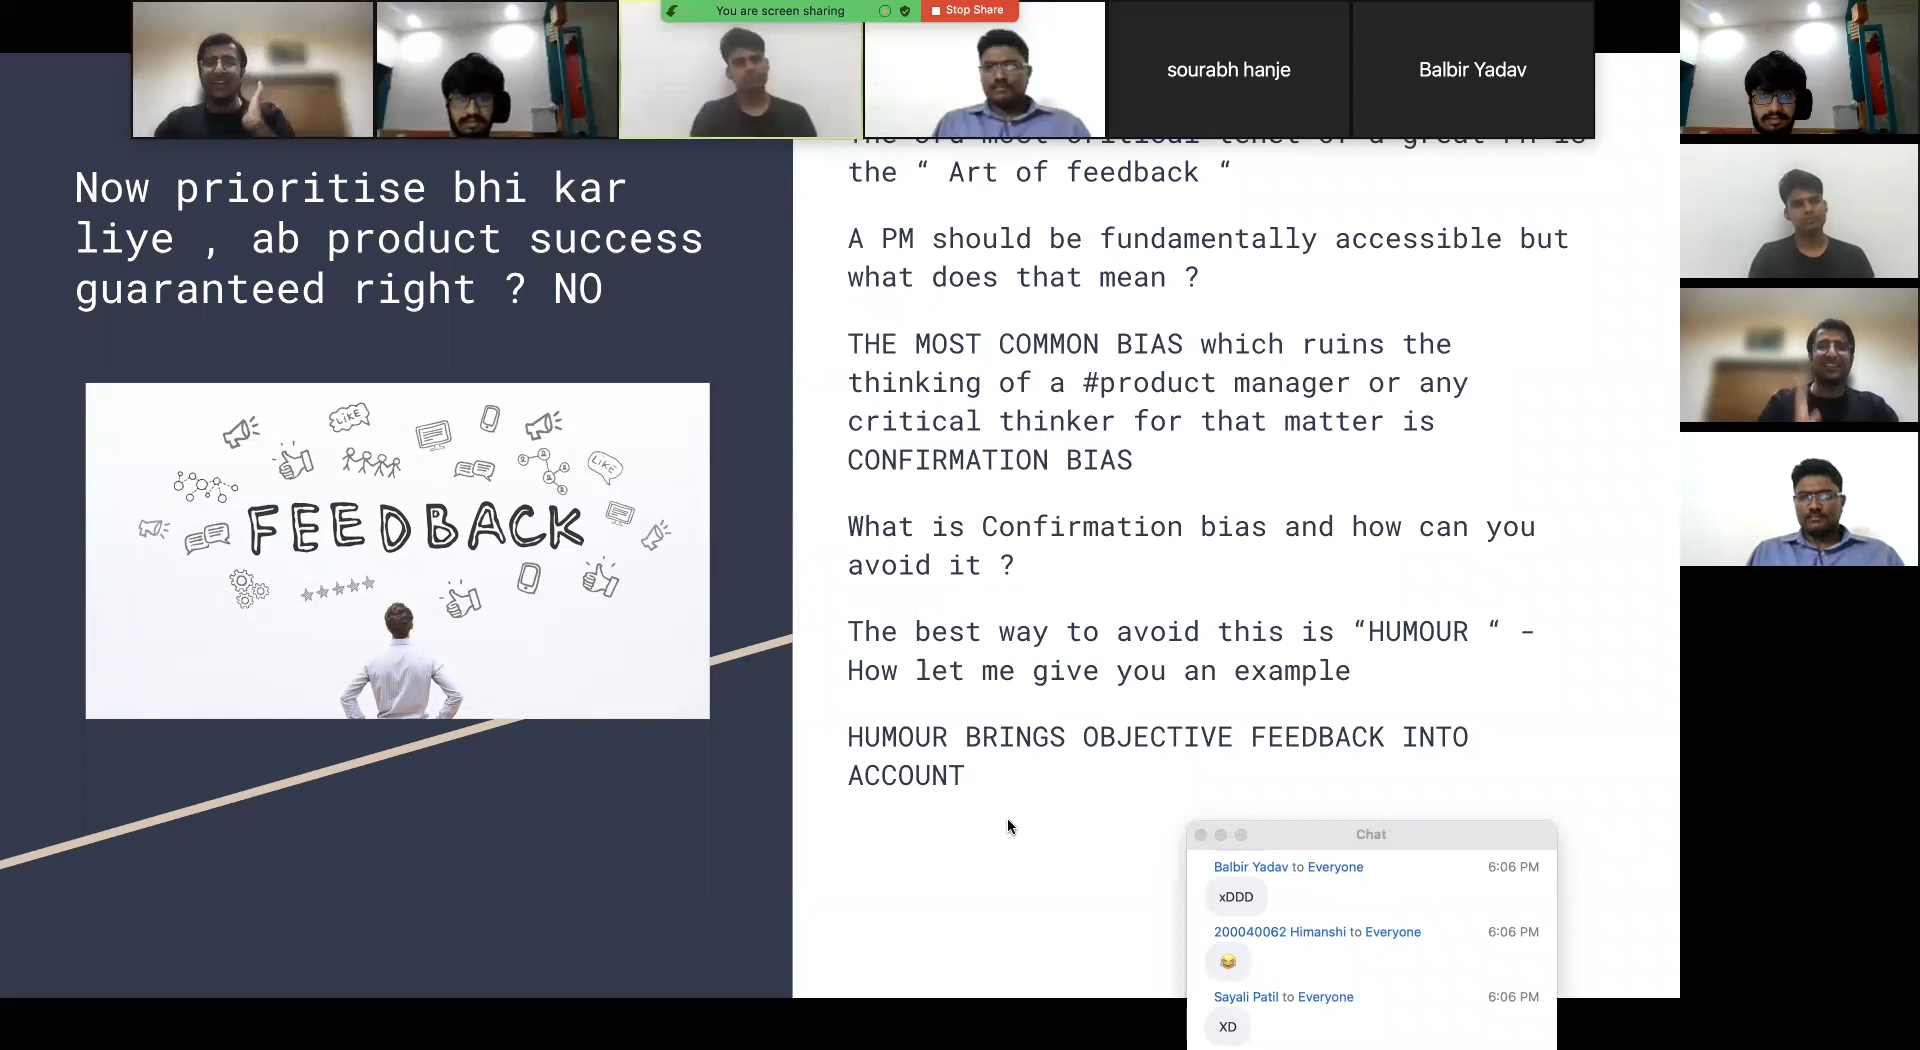 You are screen sharing
Stop Share
sourabh hanje
Balbir Yadav
Now prioritise bhi kar
liye , ab product success
guaranteed right ? NO
LIKE
LIKE
FEEDBACK
the “ Art of feedback “
A PM should be fundamentally accessible but
what does that mean ?
THE MOST COMMON BIAS which ruins the
thinking of a #product manager or any
critical thinker for that matter is
CONFIRMATION BIAS
What is Confirmation bias and how can you
avoid it ?
The best way to avoid this is “HUMOUR “ -
How let me give you an example
HUMOUR BRINGS OBJECTIVE FEEDBACK INTO
ACCOUNT
Chat
Balbir Yadav to Everyone 6:06 PM
xDDD
200040062 Himanshi to Everyone 6:06 PM
😂
Sayali Patil to Everyone 6:06 PM
XD